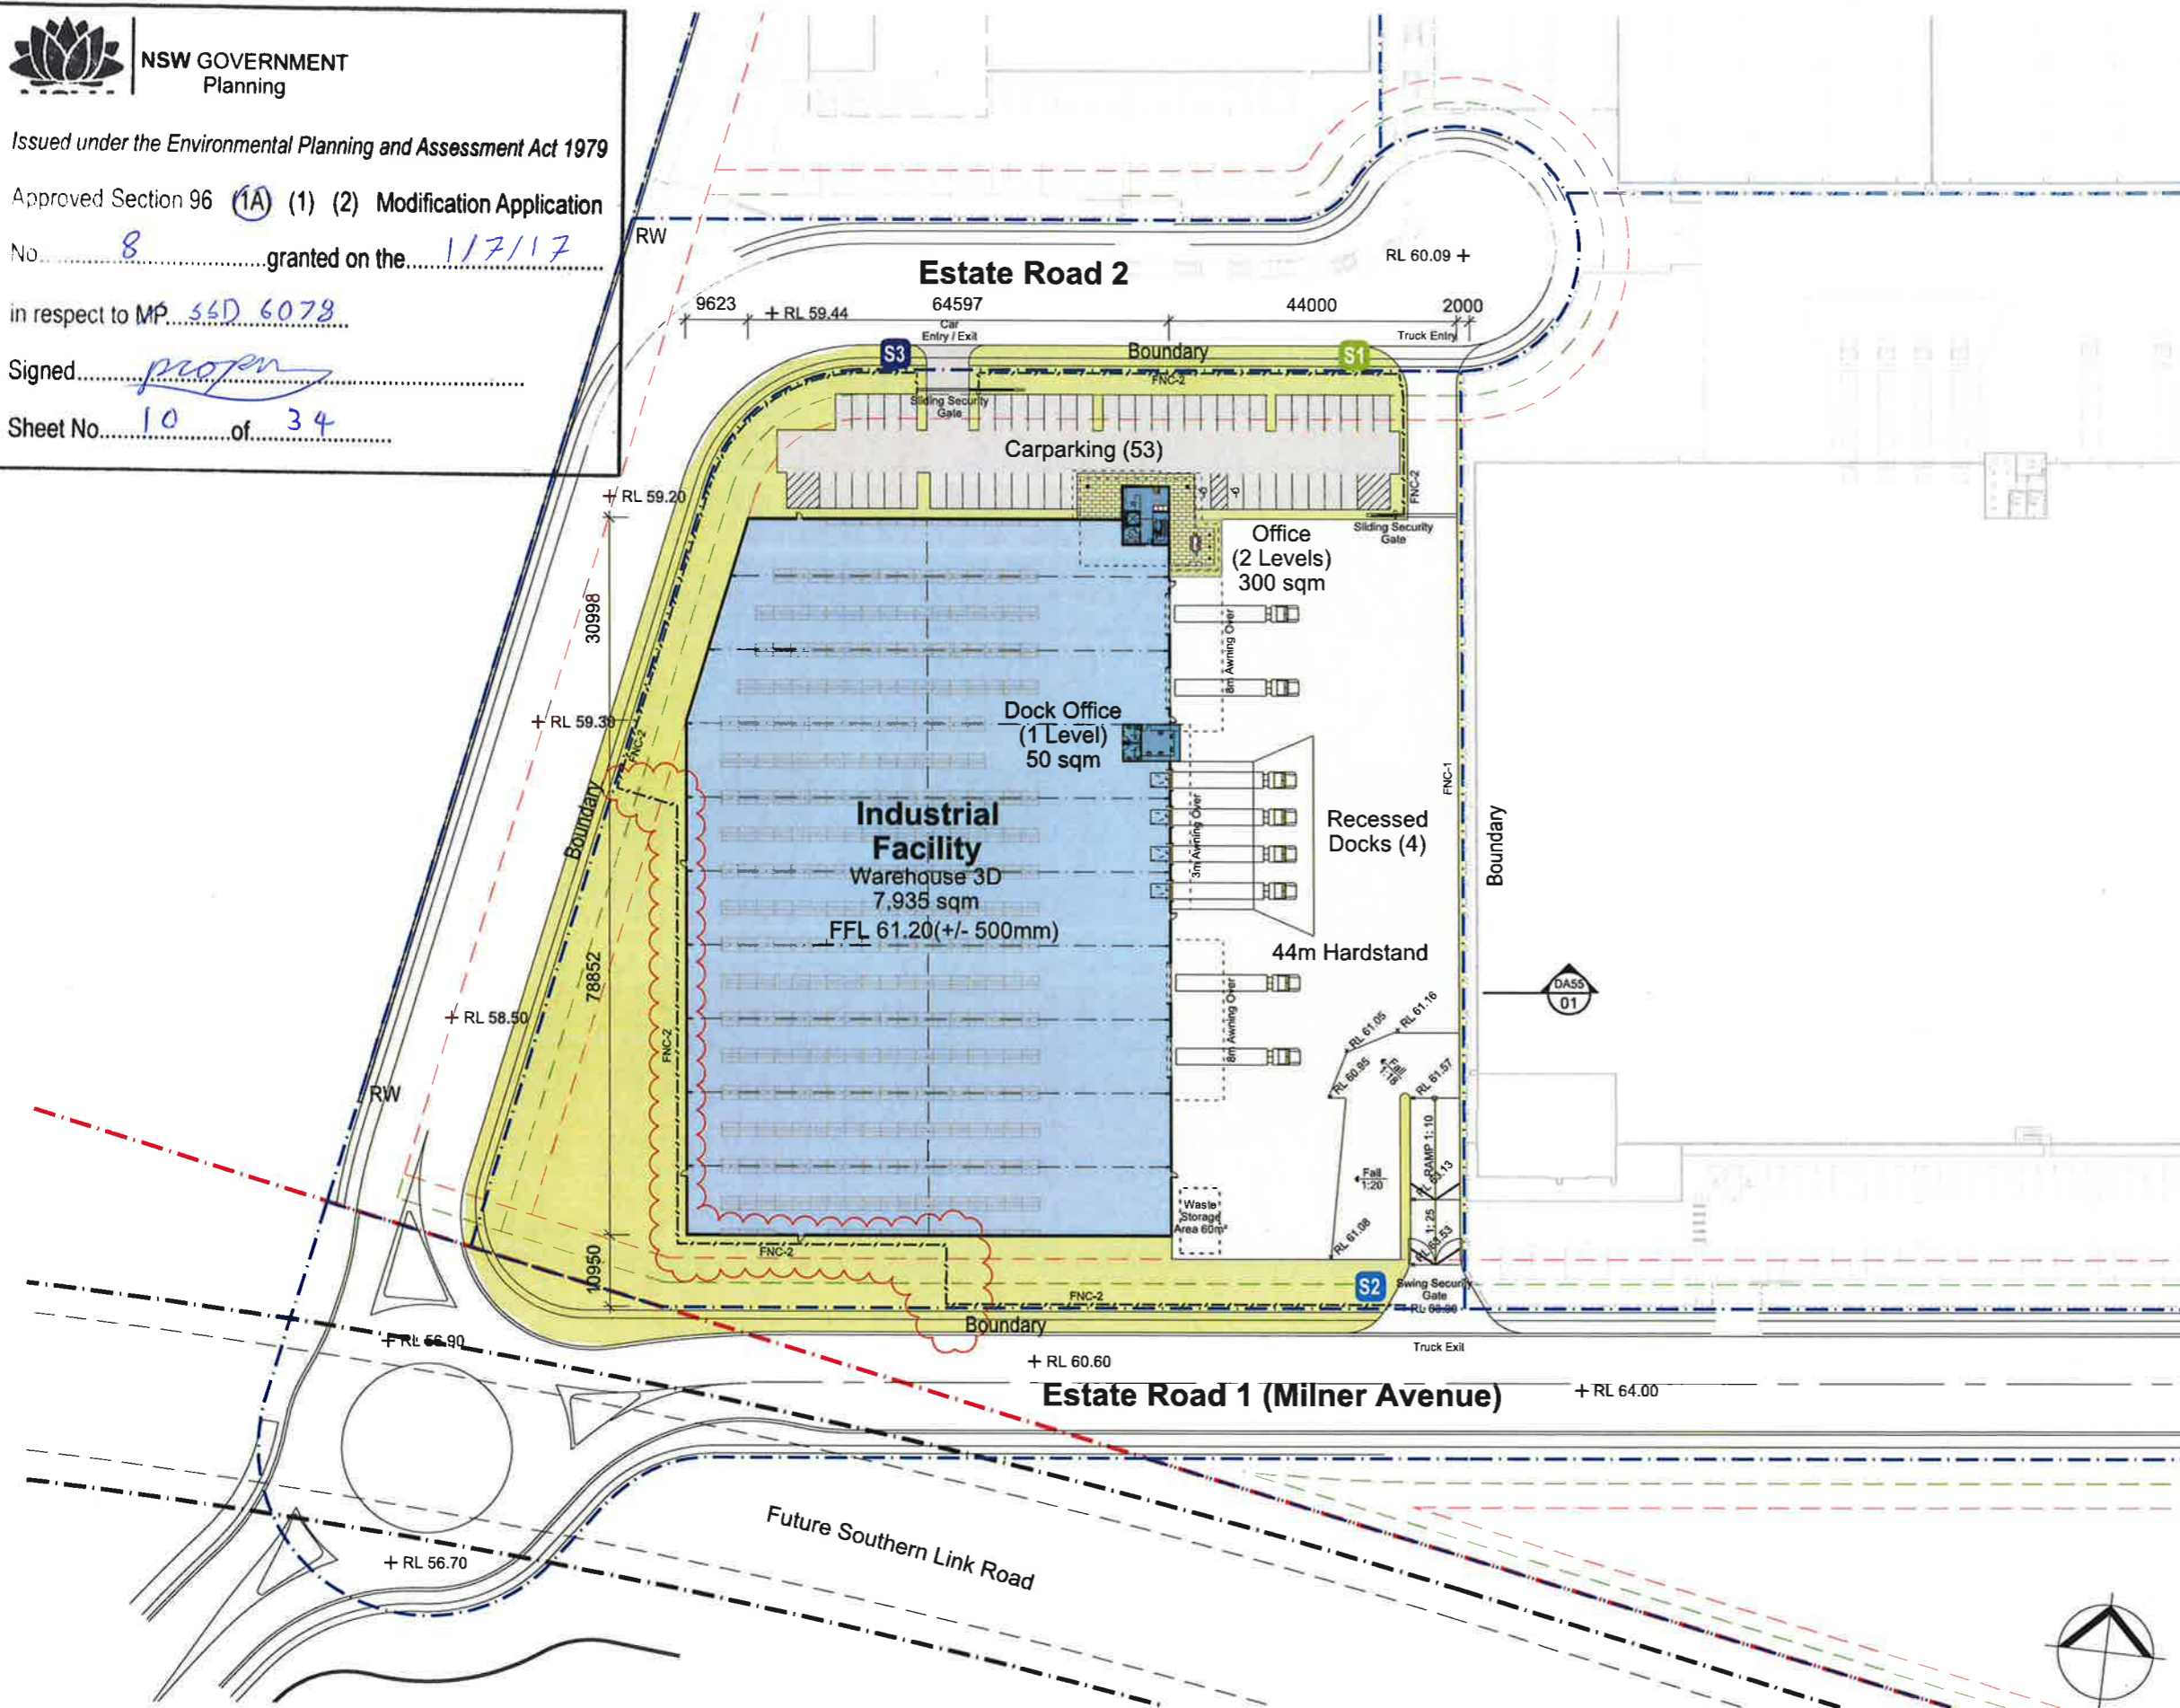 NSW GOVERNMENT
Planning
Issued under the Environmental Planning and Assessment Act 1979
Approved Section 96 (1A) (1) (2) Modification Application
No. 8 granted on the 1/7/17
in respect to MP SSD 6078
Signed
Sheet No. 10 of 34
RW
Estate Road 2
RL 60.09
9623
RL 59.44
64597
44000
2000
Car
Entry / Exit
Truck Entry
S3
Boundary
S1
FNC-2
Sliding Security
Gate
Carparking (53)
FNC-2
RL 59.20
Sliding Security
Gate
Office
(2 Levels)
300 sqm
30998
8m Awning Over
RL 59.30
FNC-2
Dock Office
(1 Level)
50 sqm
FNC-1
Boundary
Boundary
Industrial
Facility
Warehouse 3D
7,935 sqm
FFL 61.20(+/- 500mm)
3m Awning Over
Recessed
Docks (4)
44m Hardstand
78852
DA55
01
RL 58.50
FNC-2
8m Awning Over
RL 61.05
RL 61.16
RL 60.95
Fall
1:16
RL 61.57
RW
RAMP 1: 10
Fall
1:20
1: 25
Waste
Storage
Area 60m²
RL 61.08
10950
FNC-2
FNC-2
S2
Swing Security
Gate
Boundary
Truck Exit
RL 56.90
RL 60.60
Estate Road 1 (Milner Avenue)
RL 64.00
Future Southern Link Road
RL 56.70